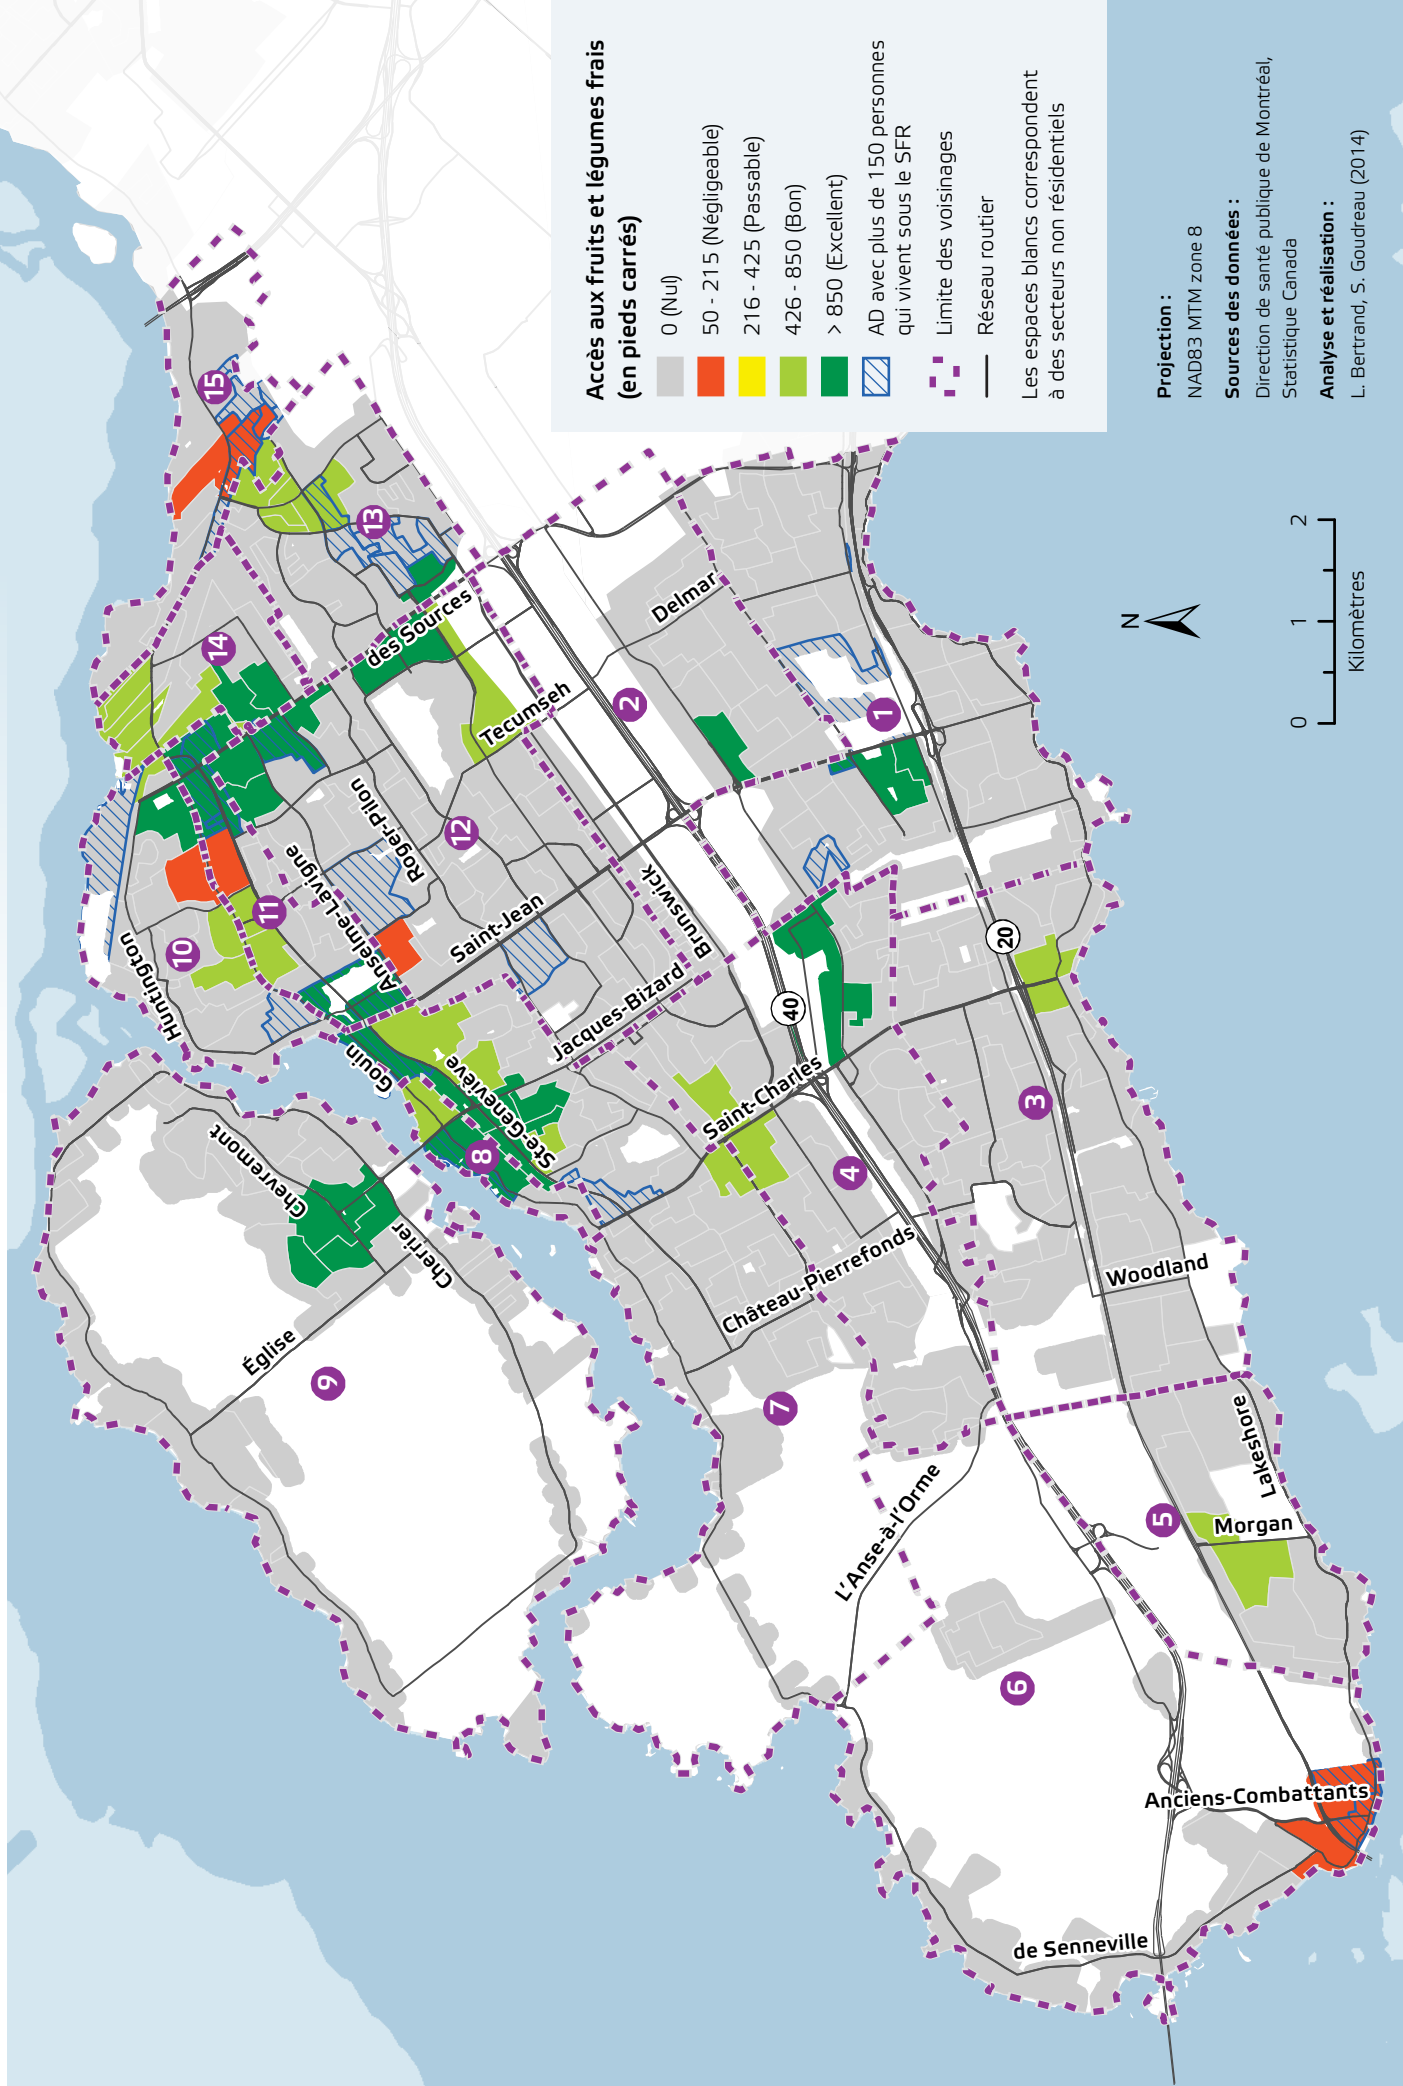 Accès aux fruits et légumes frais
(en pieds carrés)
0 (Nul)
50 - 215 (Négligeable)
216 - 425 (Passable)
426 - 850 (Bon)
> 850 (Excellent)
AD avec plus de 150 personnes
qui vivent sous le SFR
Limite des voisinages
Réseau routier
Les espaces blancs correspondent
à des secteurs non résidentiels
Projection :
NAD83 MTM zone 8
Sources des données :
Direction de santé publique de Montréal,
Statistique Canada
Analyse et réalisation :
L. Bertrand, S. Goudreau (2014)
N
0 1 2
Kilomètres
Huntington
Gouin
Chevremont
Cherrier
Église
Ste-Geneviève
Jacques-Bizard
Anselme-Lavigne
Roger-Pilon
Saint-Jean
des Sources
Tecumseh
Brunswick
Delmar
Saint-Charles
Château-Pierrefonds
L'Anse-à-l'Orme
Woodland
Lakeshore
Morgan
Anciens-Combattants
de Senneville
40
20
1
2
3
4
5
6
7
8
9
10
11
12
13
14
15